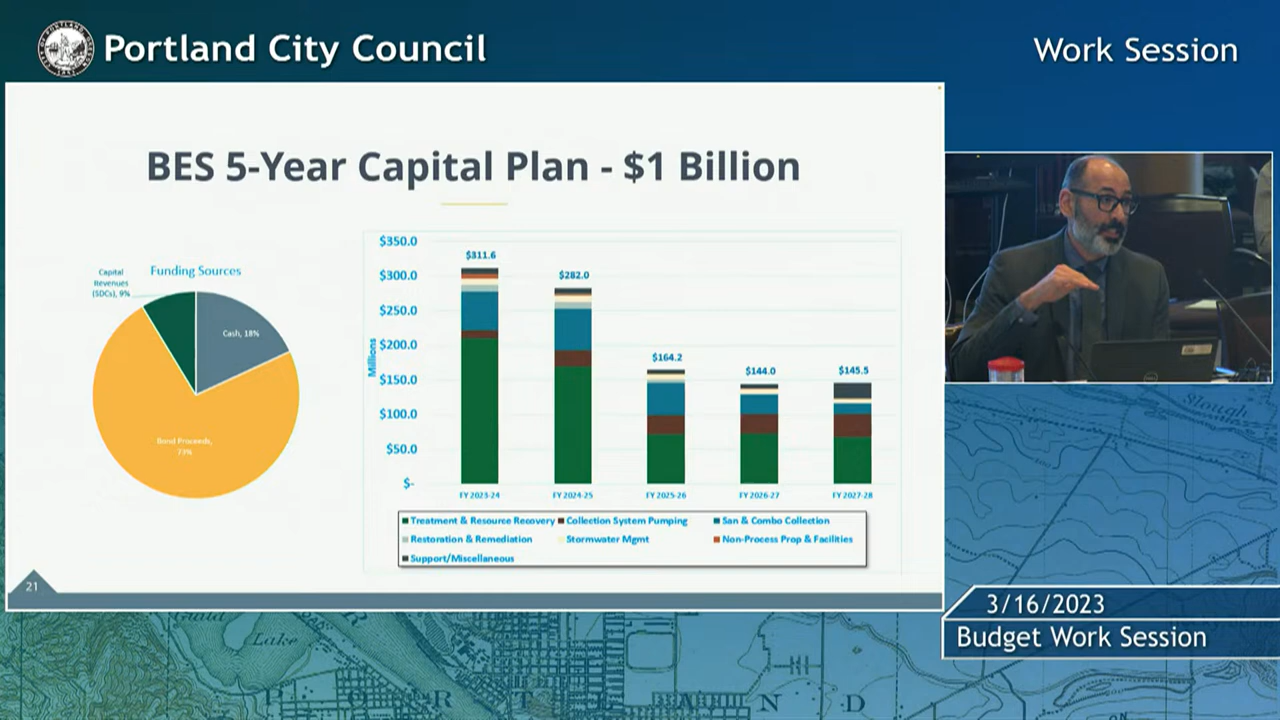 Portland City Council
Work Session
BES 5-Year Capital Plan - $1 Billion
Funding Sources
Capital
Revenues
(SDCs), 9%
Cash, 18%
Bond Proceeds,
73%
Millions
$350.0
$300.0
$250.0
$200.0
$150.0
$100.0
$50.0
$-
$311.6
$282.0
$164.2
$144.0
$145.5
FY 2023-24
FY 2024-25
FY 2025-26
FY 2026-27
FY 2027-28
Treatment & Resource Recovery
Collection System Pumping
San & Combo Collection
Restoration & Remediation
Stormwater Mgmt
Non-Process Prop & Facilities
Support/Miscellaneous
21
3/16/2023
Budget Work Session
Slough
Guild
Lake
P O R T L A N D